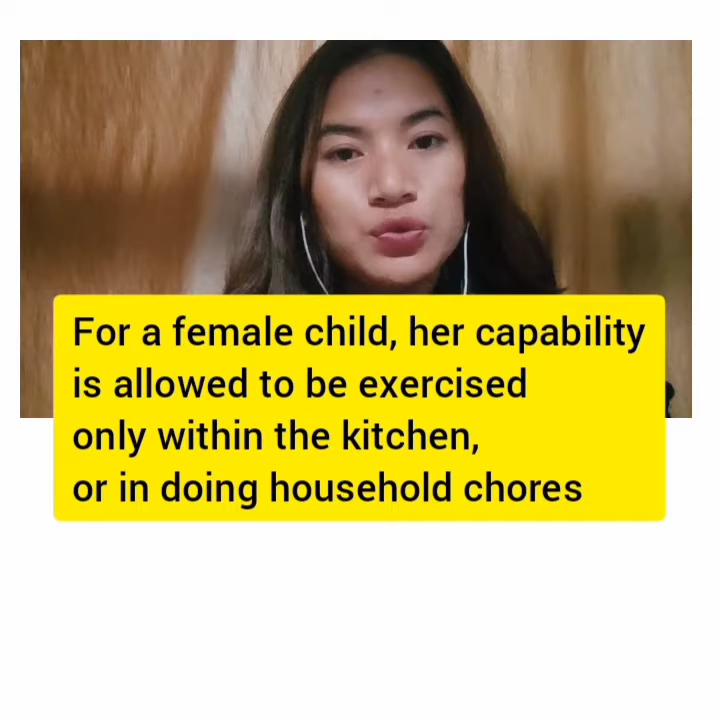 For a female child, her capability
is allowed to be exercised
only within the kitchen,
or in doing household chores